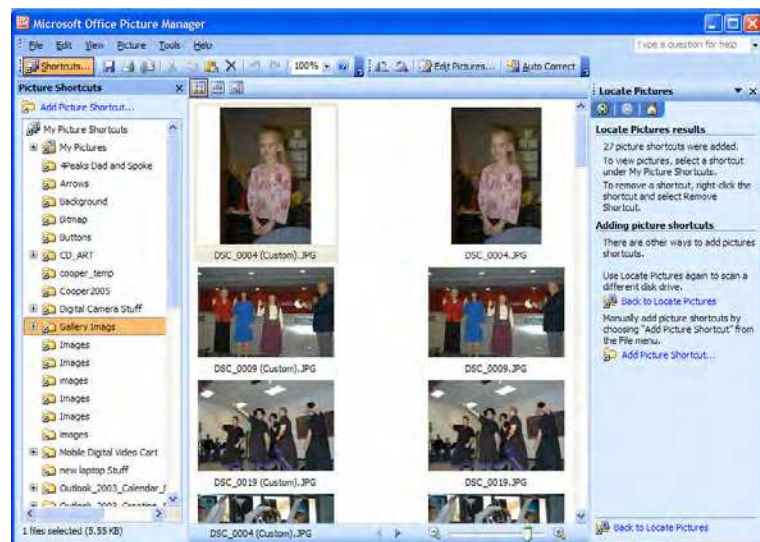 Microsoft Office Picture Manager
File Edit View Picture Tools Help
Type a question for help
Shortcuts...
100%
Edit Pictures...
Auto Correct
Picture Shortcuts
Add Picture Shortcut...
My Picture Shortcuts
My Pictures
4Peaks Dad and Spoke
Arrows
Background
Bitmap
Buttons
CD_ART
cooper_temp
Cooper2005
Digital Camera Stuff
Gallery Imags
Images
Images
images
Images
Images
images
Mobile Digital Video Cart
new laptop Stuff
Outlook_2003_Calendar_
Outlook_2003_Creating_
1 files selected (5.55 KB)
DSC_0004 (Custom).JPG
DSC_0004.JPG
DSC_0009 (Custom).JPG
DSC_0009.JPG
DSC_0019 (Custom).JPG
DSC_0019.JPG
DSC_0004 (Custom).JPG
Locate Pictures
Locate Pictures results
27 picture shortcuts were added.
To view pictures, select a shortcut
under My Picture Shortcuts.
To remove a shortcut, right-click the
shortcut and select Remove
Shortcut.
Adding picture shortcuts
There are other ways to add pictures
shortcuts.
Use Locate Pictures again to scan a
different disk drive.
Back to Locate Pictures
Manually add picture shortcuts by
choosing "Add Picture Shortcut" from
the File menu.
Add Picture Shortcut...
Back to Locate Pictures